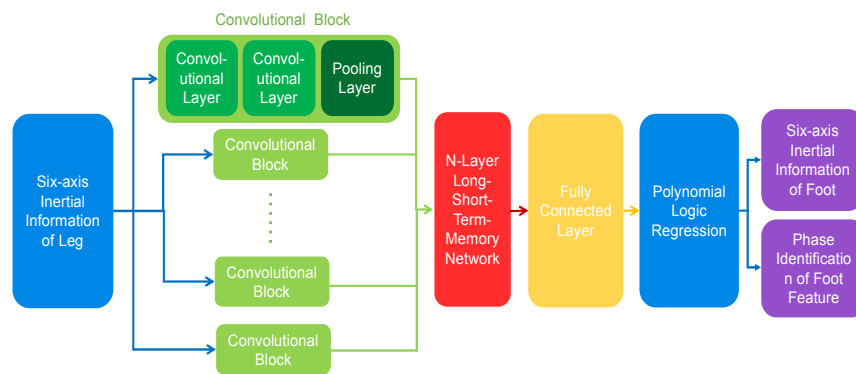 Convolutional Block
Convol-
utional
Layer
Convol-
utional
Layer
Pooling
Layer
Six-axis
Inertial
Information
of Leg
Convolutional
Block
Convolutional
Block
Convolutional
Block
N-Layer
Long-
Short-
Term-
Memory
Network
Fully
Connected
Layer
Polynomial
Logic
Regression
Six-axis
Inertial
Information
of Foot
Phase
Identificatio
n of Foot
Feature